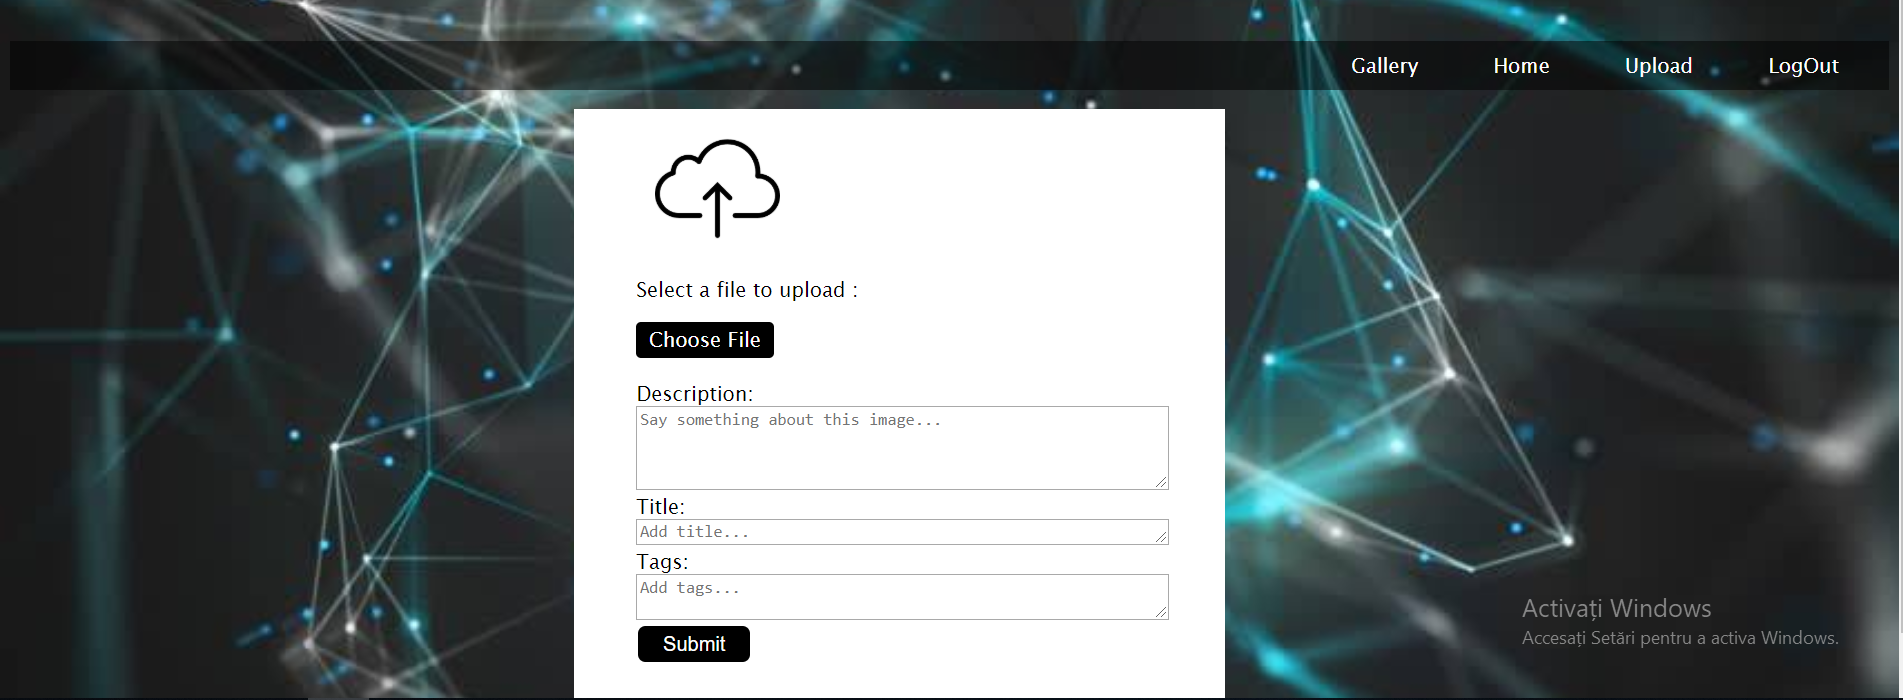 Gallery Home Upload LogOut
Select a file to upload :
Choose File
Description:
Say something about this image...
Title:
Add title...
Tags:
Add tags...
Submit
Activați Windows
Accesați Setări pentru a activa Windows.